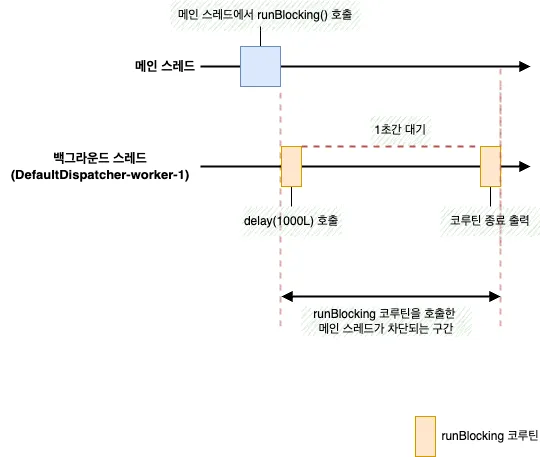 메인 스레드에서 runBlocking() 호출
메인 스레드
1초간 대기
백그라운드 스레드
(DefaultDispatcher-worker-1)
delay(1000L) 호출
코루틴 종료 출력
runBlocking 코루틴을 호출한
메인 스레드가 차단되는 구간
runBlocking 코루틴